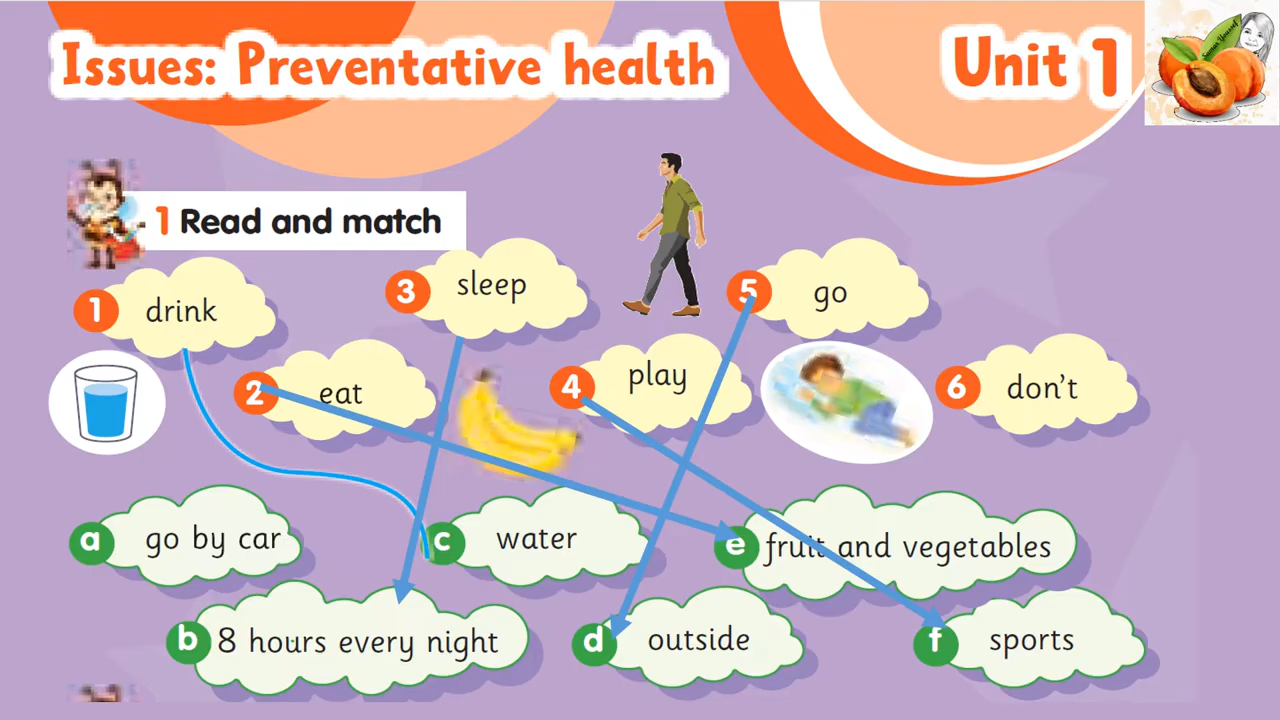 Issues: Preventative health
Unit 1
1 Read and match
1 drink
2 eat
3 sleep
4 play
5 go
6 don't
a go by car
b 8 hours every night
c water
d outside
e fruit and vegetables
f sports